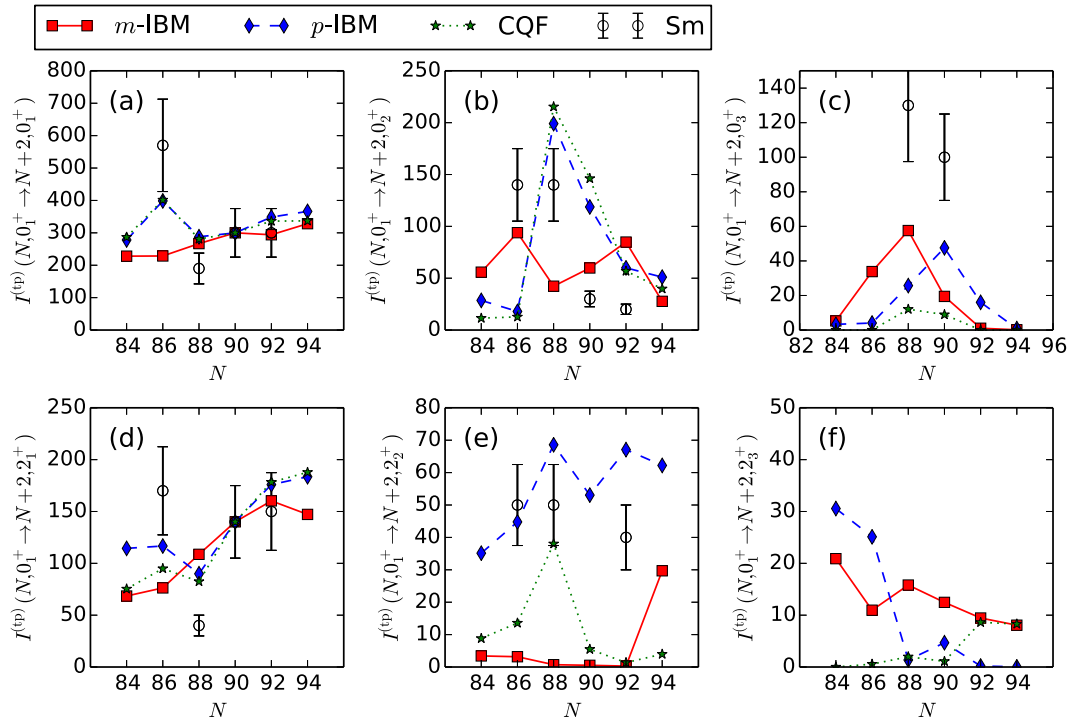 m-IBM p-IBM CQF Sm
(a)
800
700
600
500
400
300
200
100
0
84 86 88 90 92 94
N
I^(tp)(N,0₁⁺→N+2,0₁⁺)
(b)
250
200
150
100
50
0
84 86 88 90 92 94
N
I^(tp)(N,0₁⁺→N+2,0₂⁺)
(c)
140
120
100
80
60
40
20
0
82 84 86 88 90 92 94 96
N
I^(tp)(N,0₁⁺→N+2,0₃⁺)
(d)
250
200
150
100
50
0
84 86 88 90 92 94
N
I^(tp)(N,0₁⁺→N+2,2₁⁺)
(e)
80
70
60
50
40
30
20
10
0
84 86 88 90 92 94
N
I^(tp)(N,0₁⁺→N+2,2₂⁺)
(f)
50
40
30
20
10
0
84 86 88 90 92 94
N
I^(tp)(N,0₁⁺→N+2,2₃⁺)